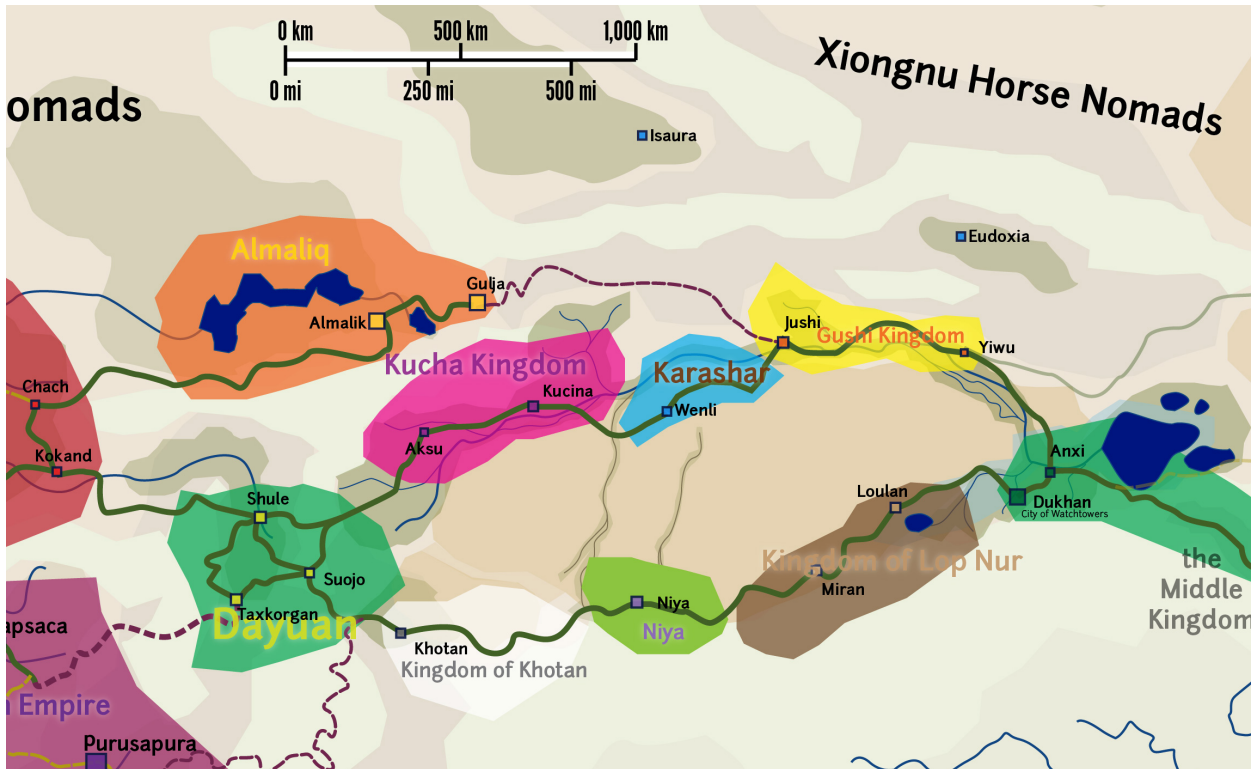 0 km 500 km 1,000 km
0 mi 250 mi 500 mi
Xiongnu Horse Nomads
omads
Isaura
Eudoxia
Almaliq
Gulja
Almalik
Jushi
Gushi Kingdom
Yiwu
Kucha Kingdom
Karashar
Chach
Kucina
Wenli
Aksu
Kokand
Anxi
Shule
Loulan
Dukhan
City of Watchtowers
Kingdom of Lop Nur
the
Middle
Kingdom
Suojo
Miran
Taxkorgan
Dayuan
Niya
Niya
apsaca
Khotan
Kingdom of Khotan
Empire
Purusapura